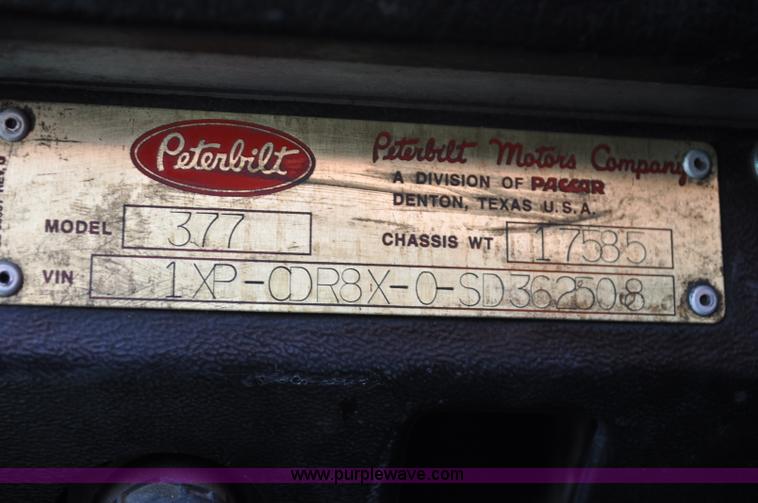 Peterbilt
Peterbilt Motors Company
A DIVISION OF PACCAR
DENTON, TEXAS U.S.A.
MODEL 377
CHASSIS WT 17585
VIN 1XP-CDR8X-0-SD362508
www.purplewave.com